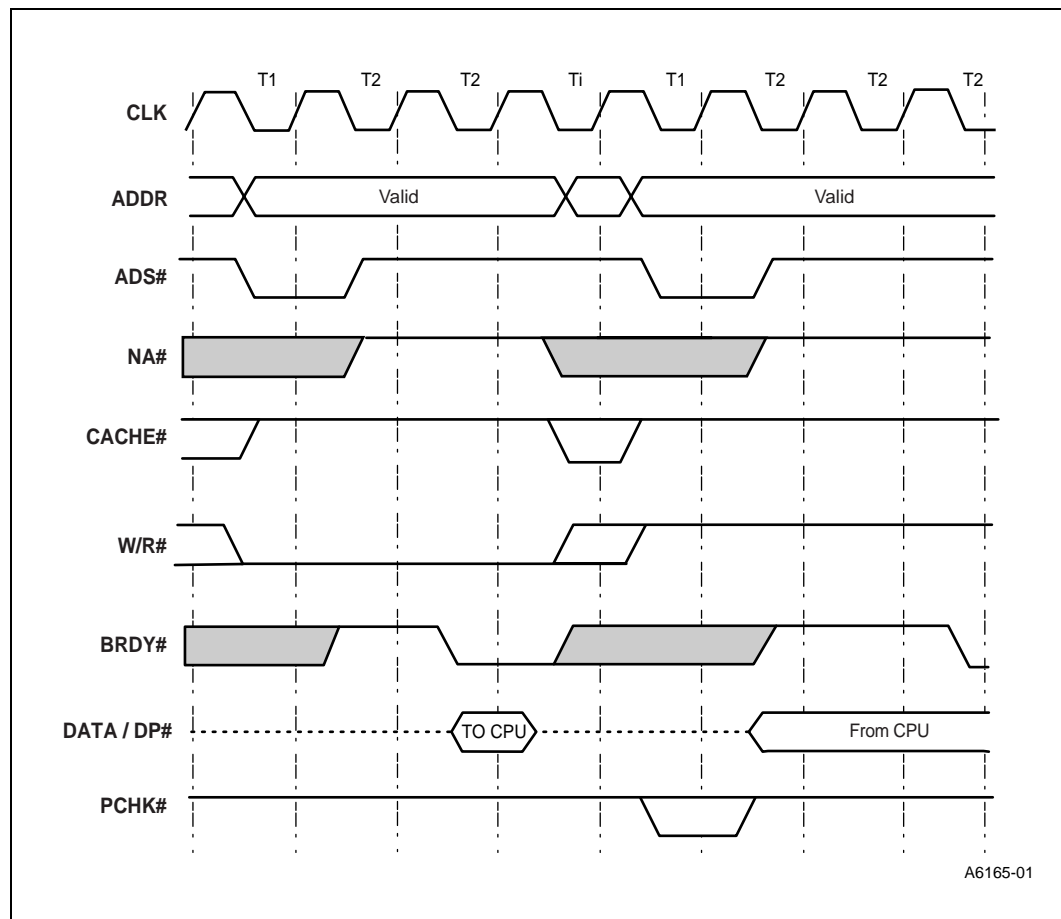 T1 T2 T2 Ti T1 T2 T2 T2
CLK
ADDR Valid Valid
ADS#
NA#
CACHE#
W/R#
BRDY#
DATA / DP# TO CPU From CPU
PCHK#
A6165-01